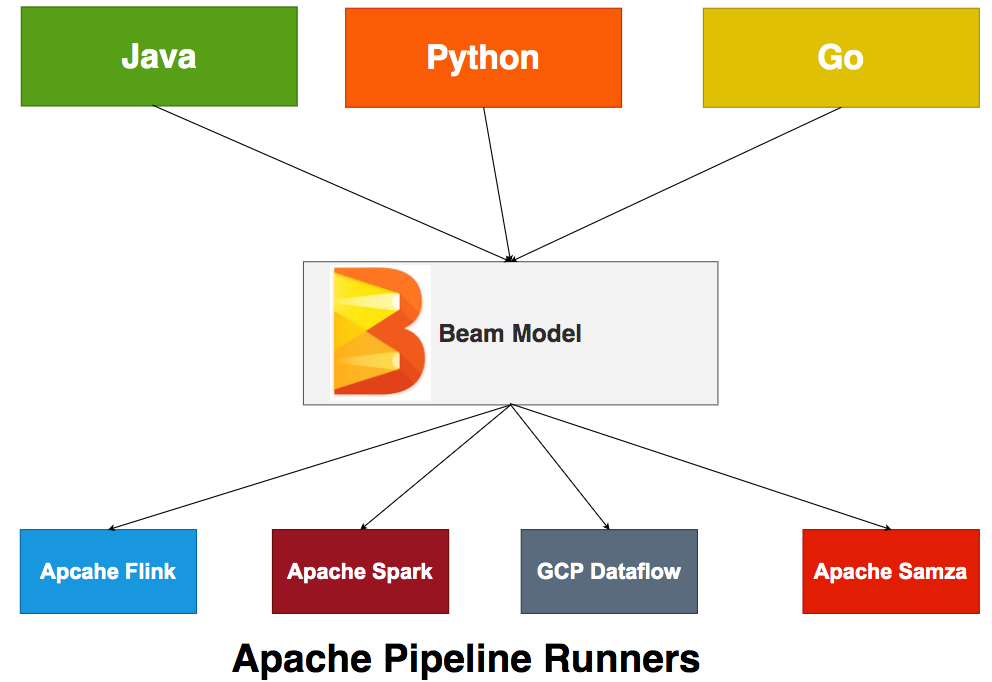 Java
Python
Go
Beam Model
Apcahe Flink
Apache Spark
GCP Dataflow
Apache Samza
Apache Pipeline Runners